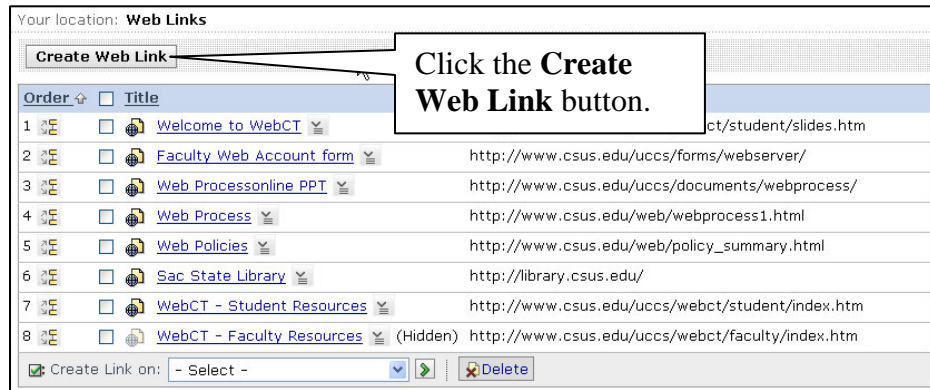 Your location: Web Links
Create Web Link
Click the Create
Web Link button.
Order Title
1 Welcome to WebCT ct/student/slides.htm
2 Faculty Web Account form http://www.csus.edu/uccs/forms/webserver/
3 Web Processonline PPT http://www.csus.edu/uccs/documents/webprocess/
4 Web Process http://www.csus.edu/web/webprocess1.html
5 Web Policies http://www.csus.edu/web/policy_summary.html
6 Sac State Library http://library.csus.edu/
7 WebCT - Student Resources http://www.csus.edu/uccs/webct/student/index.htm
8 WebCT - Faculty Resources (Hidden) http://www.csus.edu/uccs/webct/faculty/index.htm
Create Link on: - Select - Delete